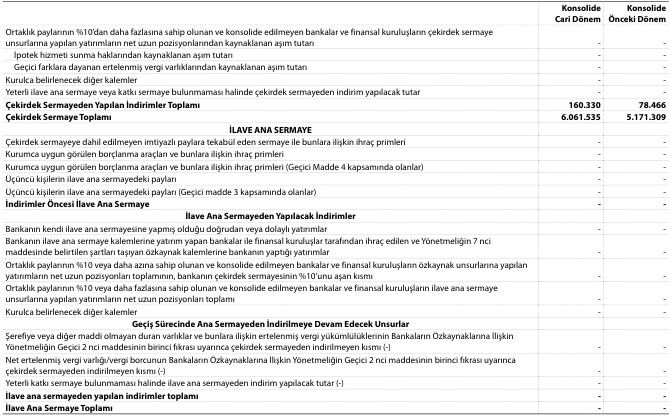 Konsolide Konsolide
Cari Dönem Önceki Dönem
Ortaklık paylarının %10'dan daha fazlasına sahip olunan ve konsolide edilmeyen bankalar ve finansal kuruluşların çekirdek sermaye
unsurlarına yapılan yatırımların net uzun pozisyonlarından kaynaklanan aşım tutarı - -
İpotek hizmeti sunma haklarından kaynaklanan aşım tutarı - -
Geçici farklara dayanan ertelenmiş vergi varlıklarından kaynaklanan aşım tutarı - -
Kurulca belirlenecek diğer kalemler - -
Yeterli ilave ana sermaye veya katkı sermaye bulunmaması halinde çekirdek sermayeden indirim yapılacak tutar - -
Çekirdek Sermayeden Yapılan İndirimler Toplamı 160.330 78.466
Çekirdek Sermaye Toplamı 6.061.535 5.171.309
İLAVE ANA SERMAYE
Çekirdek sermayeye dahil edilmeyen imtiyazlı paylara tekabül eden sermaye ile bunlara ilişkin ihraç primleri - -
Kurumca uygun görülen borçlanma araçları ve bunlara ilişkin ihraç primleri - -
Kurumca uygun görülen borçlanma araçları ve bunlara ilişkin ihraç primleri (Geçici Madde 4 kapsamında olanlar) - -
Üçüncü kişilerin ilave ana sermayedeki payları - -
Üçüncü kişilerin ilave ana sermayedeki payları (Geçici madde 3 kapsamında olanlar) - -
İndirimler Öncesi İlave Ana Sermaye - -
İlave Ana Sermayeden Yapılacak İndirimler
Bankanın kendi ilave ana sermayesine yapmış olduğu doğrudan veya dolaylı yatırımlar - -
Bankanın ilave ana sermaye kalemlerine yatırım yapan bankalar ile finansal kuruluşlar tarafından ihraç edilen ve Yönetmeliğin 7 nci
maddesinde belirtilen şartları taşıyan özkaynak kalemlerine bankanın yaptığı yatırımlar - -
Ortaklık paylarının %10 veya daha azına sahip olunan ve konsolide edilmeyen bankaların ve finansal kuruluşların özkaynak unsurlarına yapılan
yatırımların net uzun pozisyonları toplamının, bankanın çekirdek sermayesinin %10'unu aşan kısmı - -
Ortaklık paylarının %10 veya daha fazlasına sahip olunan ve konsolide edilmeyen bankalar ve finansal kuruluşların ilave ana sermaye
unsurlarına yapılan yatırımların net uzun pozisyonları toplamı - -
Kurulca belirlenecek diğer kalemler - -
Geçiş Sürecinde Ana Sermayeden İndirilmeye Devam Edecek Unsurlar
Şerefiye veya diğer maddi olmayan duran varlıklar ve bunlara ilişkin ertelenmiş vergi yükümlülüklerinin Bankaların Özkaynaklarına İlişkin
Yönetmeliğin Geçici 2 nci maddesinin birinci fıkrası uyarınca çekirdek sermayeden indirilmeyen kısmı (-) - -
Net ertelenmiş vergi varlığı/vergi borcunun Bankaların Özkaynaklarına İlişkin Yönetmeliğin Geçici 2 nci maddesinin birinci fıkrası uyarınca
çekirdek sermayeden indirilmeyen kısmı (-) - -
Yeterli katkı sermaye bulunmaması halinde ilave ana sermayeden indirim yapılacak tutar (-) - -
İlave ana sermayeden yapılan indirimler toplamı - -
İlave Ana Sermaye Toplamı - -